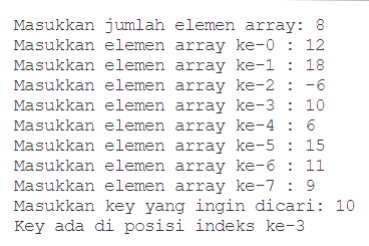 Masukkan jumlah elemen array: 8
Masukkan elemen array ke-0 : 12
Masukkan elemen array ke-1 : 18
Masukkan elemen array ke-2 : -6
Masukkan elemen array ke-3 : 10
Masukkan elemen array ke-4 : 6
Masukkan elemen array ke-5 : 15
Masukkan elemen array ke-6 : 11
Masukkan elemen array ke-7 : 9
Masukkan key yang ingin dicari: 10
Key ada di posisi indeks ke-3